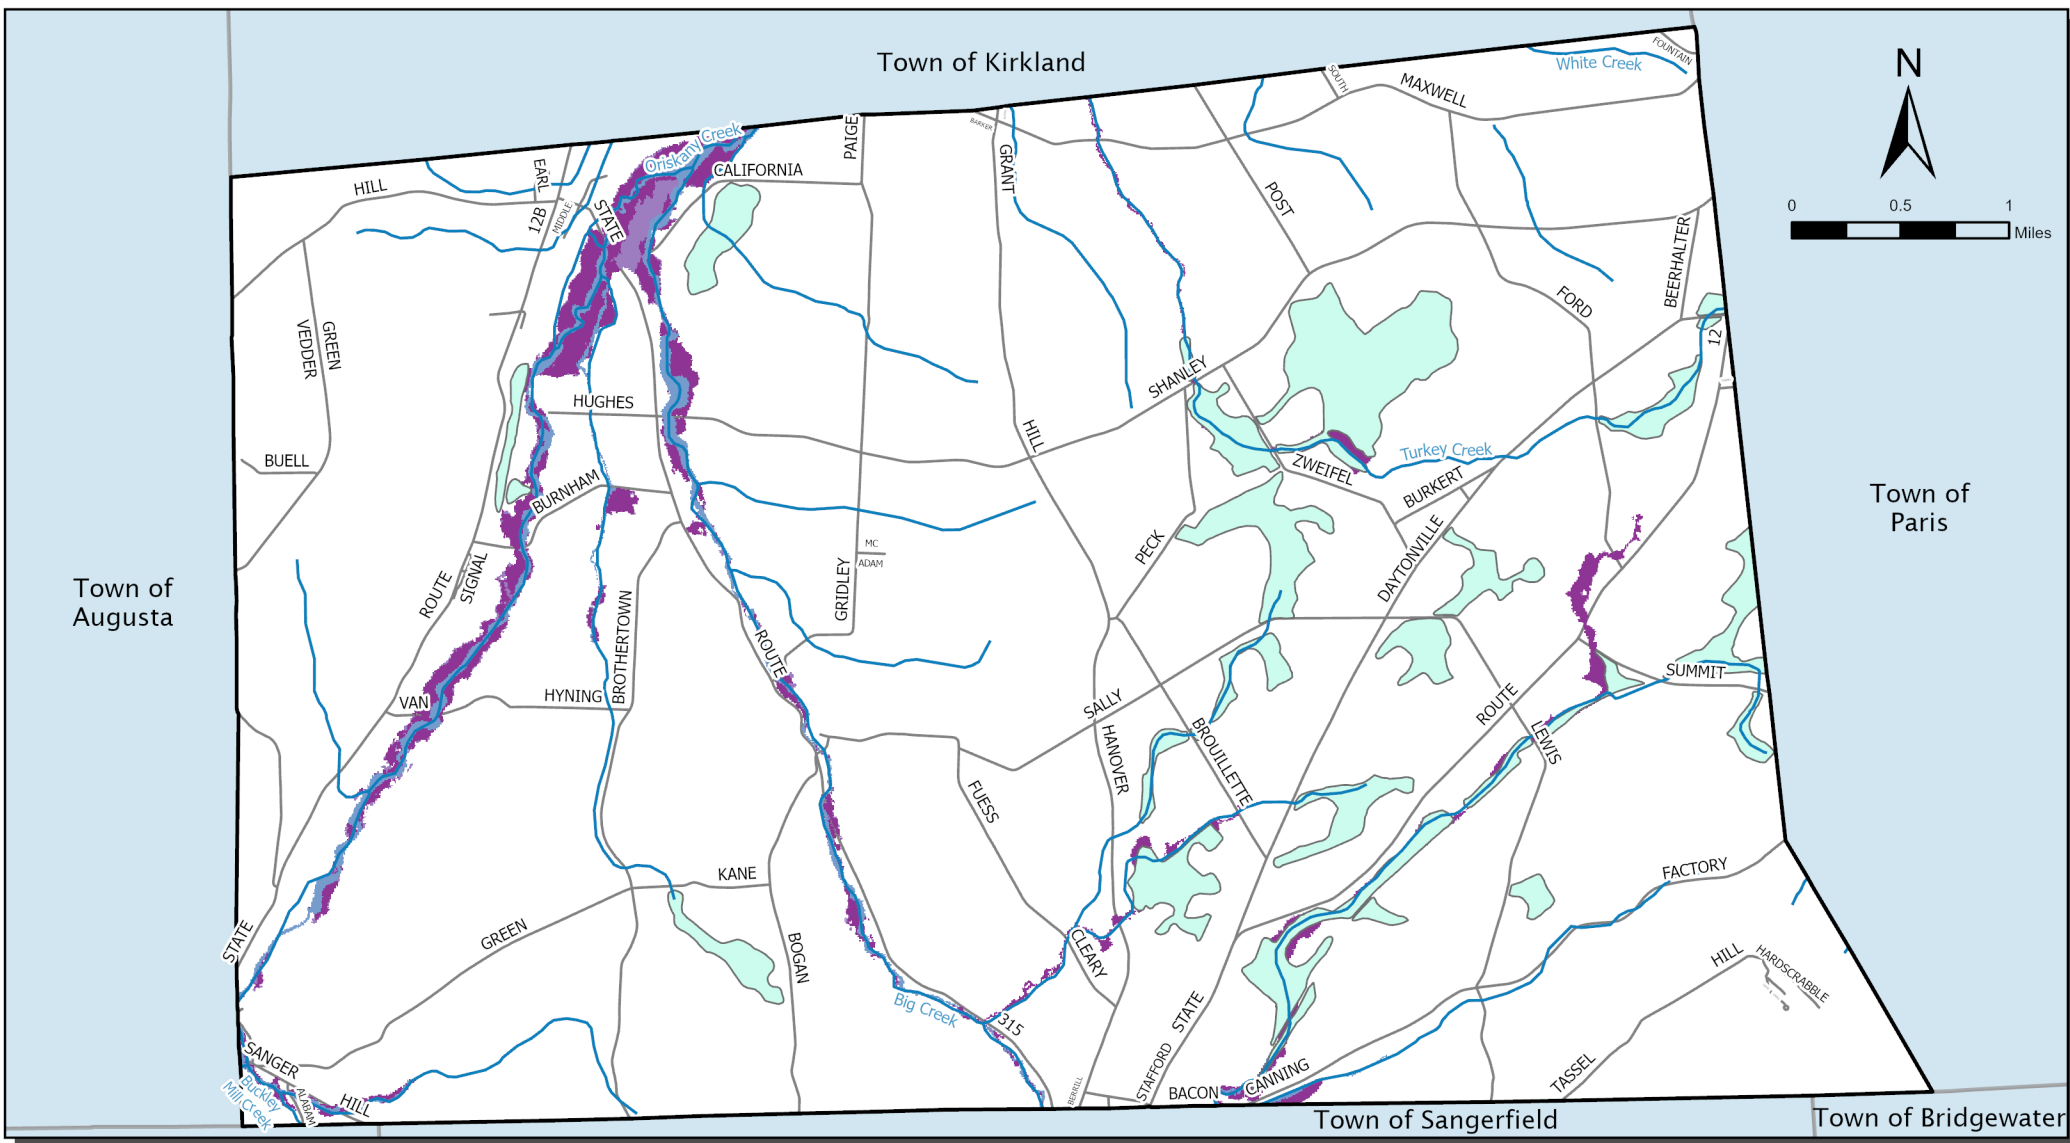 Town of Kirkland
FOUNTAIN
White Creek
N
SOUTH
MAXWELL
0 0.5 1
Miles
Oriskany Creek
PAIGE
BARKER
EARL
CALIFORNIA
GRANT
HILL
12B
MIDDLE
STATE
POST
BEERHALTER
FORD
VEDDER
GREEN
12
SHANLEY
HUGHES
HILL
BUELL
Turkey Creek
ZWEIFEL
BURKERT
BURNHAM
Town of
Paris
PECK
MC
ADAM
DAYTONVILLE
Town of
Augusta
ROUTE
SIGNAL
GRIDLEY
BROTHERTOWN
ROUTE
SUMMIT
VAN
HYNING
SALLY
ROUTE
HANOVER
BROUILLETTE
LEWIS
FUESS
KANE
FACTORY
GREEN
STATE
BOGAN
CLEARY
HILL
HARDSCRABBLE
Big Creek
315
STATE
SANGER
STAFFORD
TASSEL
Buckley
Mill Creek
ALABAM
HILL
BERRILL
BACON
CANNING
Town of Sangerfield
Town of Bridgewater